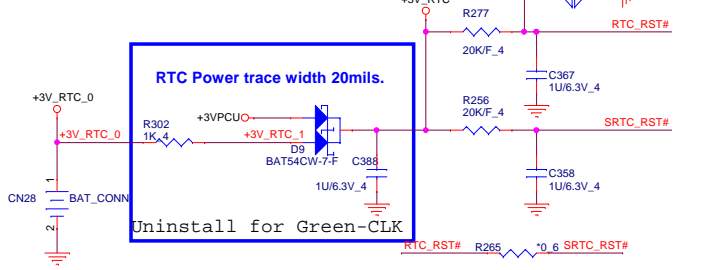 +3V_RTC
R277
RTC_RST#
20K/F_4
RTC Power trace width 20mils.
C367
1U/6.3V_4
+3V_RTC_0
R256
20K/F_4
+3VPCU
R302
SRTC_RST#
+3V_RTC_0
1K_4
+3V_RTC_1
D9
BAT54CW-7-F
C388
C358
1U/6.3V_4
1U/6.3V_4
1
CN28
BAT_CONN
2
Uninstall for Green-CLK
RTC_RST#
R265
*0_6
SRTC_RST#